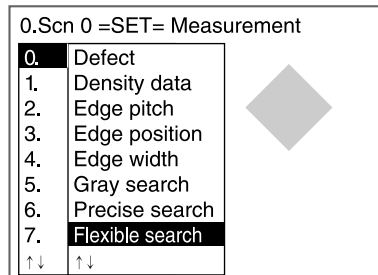 0.Scn 0 =SET= Measurement
0. Defect
1. Density data
2. Edge pitch
3. Edge position
4. Edge width
5. Gray search
6. Precise search
7. Flexible search
↑↓ ↑↓